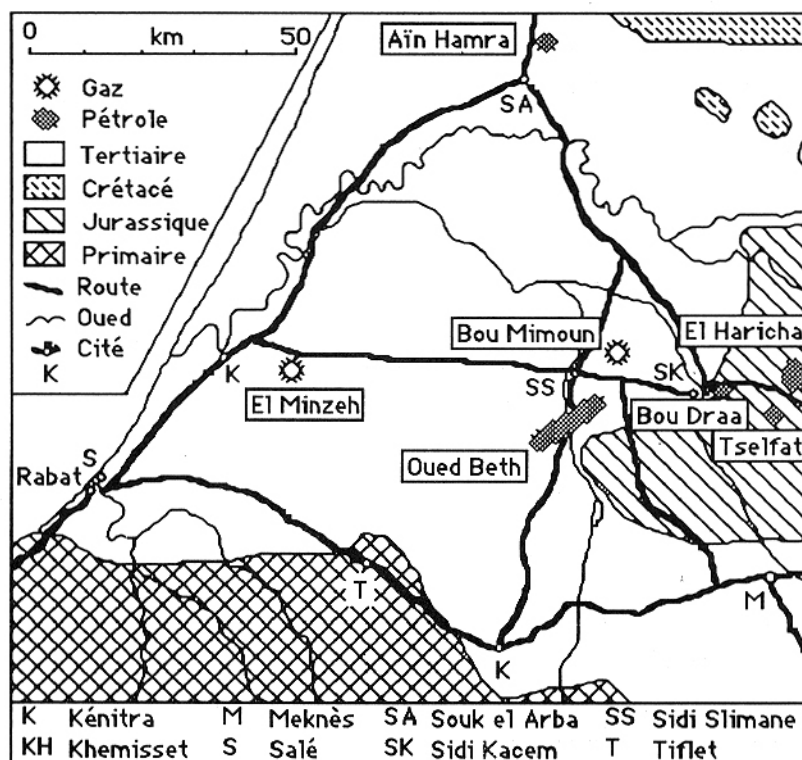 0 km 50
Gaz
Pétrole
Tertiaire
Crétacé
Jurassique
Primaire
Route
Oued
Cité
K
Aïn Hamra
SA
Bou Mimoun
El Haricha
K
El Minzeh
SS
SK
Bou Draa
Tselfat
Oued Beth
S
Rabat
T
M
K
K Kénitra M Meknès SA Souk el Arba SS Sidi Slimane
KH Khemisset S Salé SK Sidi Kacem T Tiflet